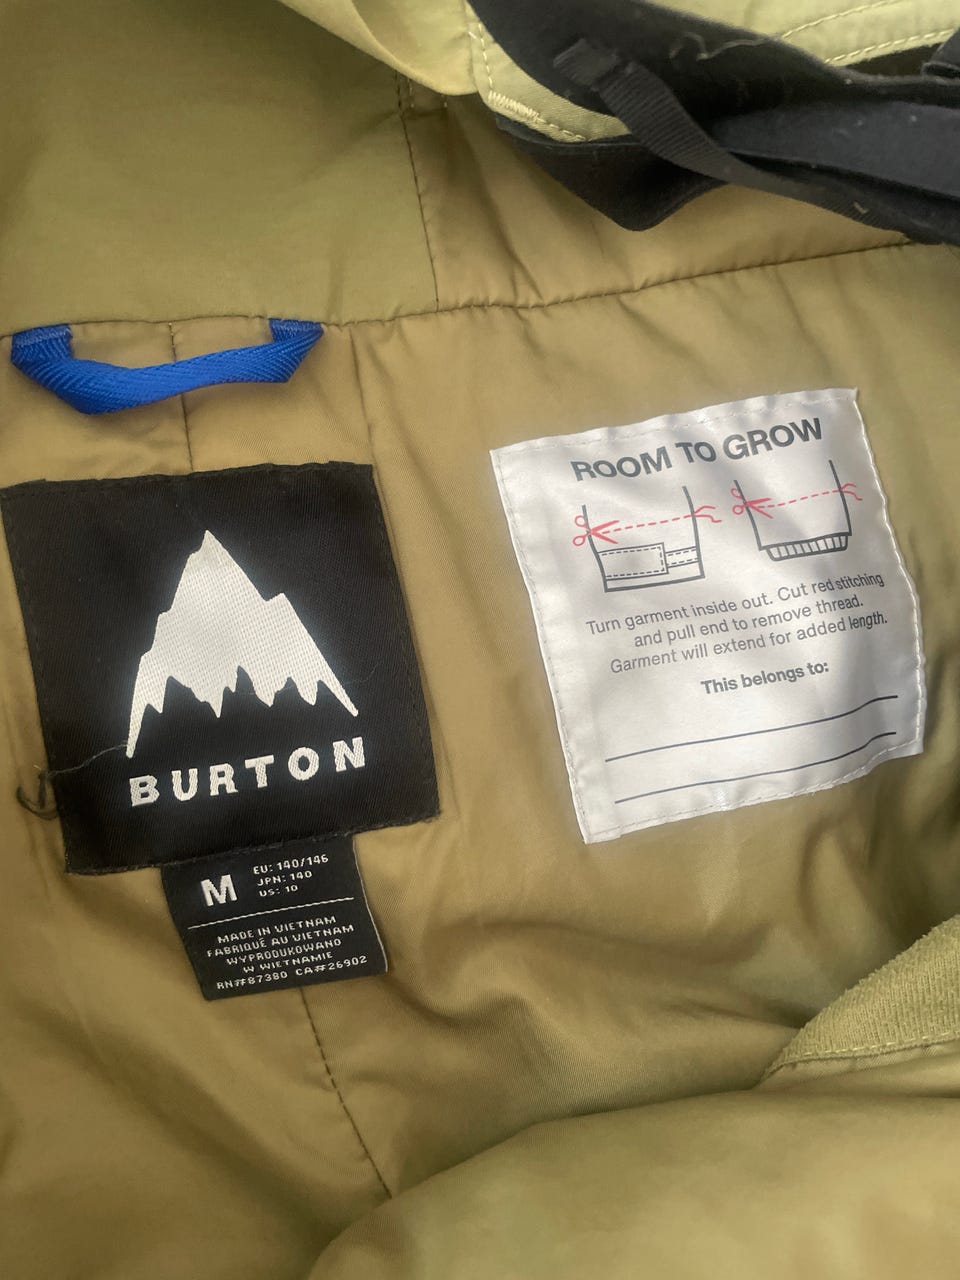 BURTON
M
EU: 140/146
JPN: 140
US: 10
MADE IN VIETNAM
FABRIQUÉ AU VIETNAM
WYPRODUKOWANO
W WIETNAMIE
RN#87380 CA#26902
ROOM TO GROW
Turn garment inside out. Cut red stitching
and pull end to remove thread.
Garment will extend for added length.
This belongs to: